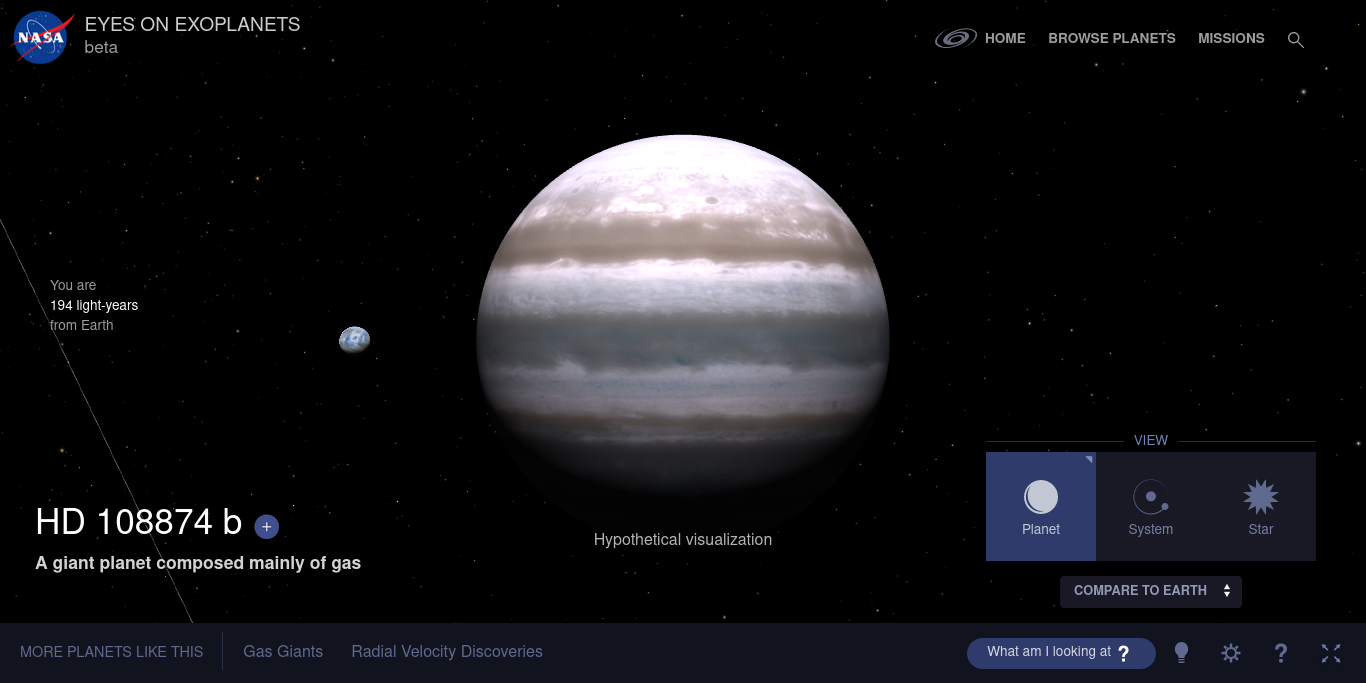 NASA
EYES ON EXOPLANETS
beta
HOME
BROWSE PLANETS
MISSIONS
You are
194 light-years
from Earth
VIEW
Planet
System
Star
HD 108874 b +
A giant planet composed mainly of gas
Hypothetical visualization
COMPARE TO EARTH
MORE PLANETS LIKE THIS
Gas Giants
Radial Velocity Discoveries
What am I looking at ?
?